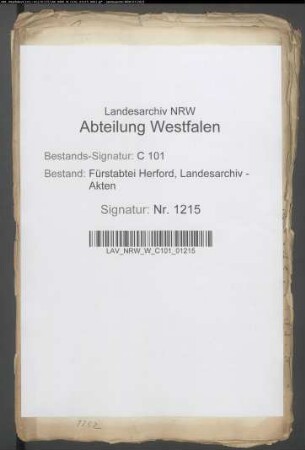 Landesarchiv NRW
Abteilung Westfalen
Bestands-Signatur: C 101
Bestand: Fürstabtei Herford, Landesarchiv -
Akten
Signatur: Nr. 1215
LAV_NRW_W_C101_01215